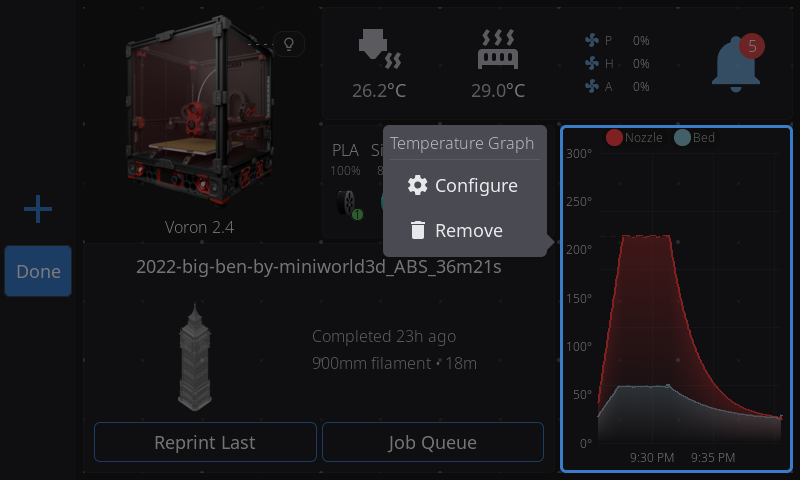 26.2°C
29.0°C
P 0%
H 0%
A 0%
5
Voron 2.4
PLA
100%
Si
8
Temperature Graph
Configure
Remove
Done
2022-big-ben-by-miniworld3d_ABS_36m21s
Completed 23h ago
900mm filament • 18m
Reprint Last
Job Queue
Nozzle
Bed
300°
250°
200°
150°
100°
50°
0°
9:30 PM
9:35 PM